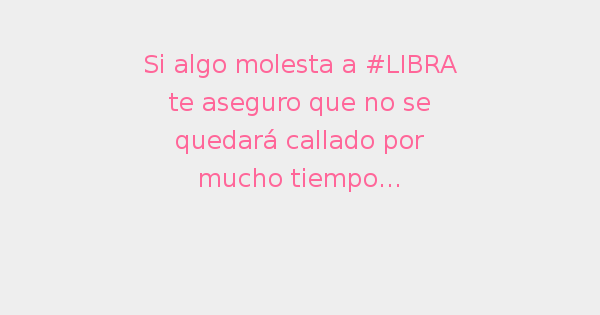 Si algo molesta a #LIBRA
te aseguro que no se
quedará callado por
mucho tiempo...